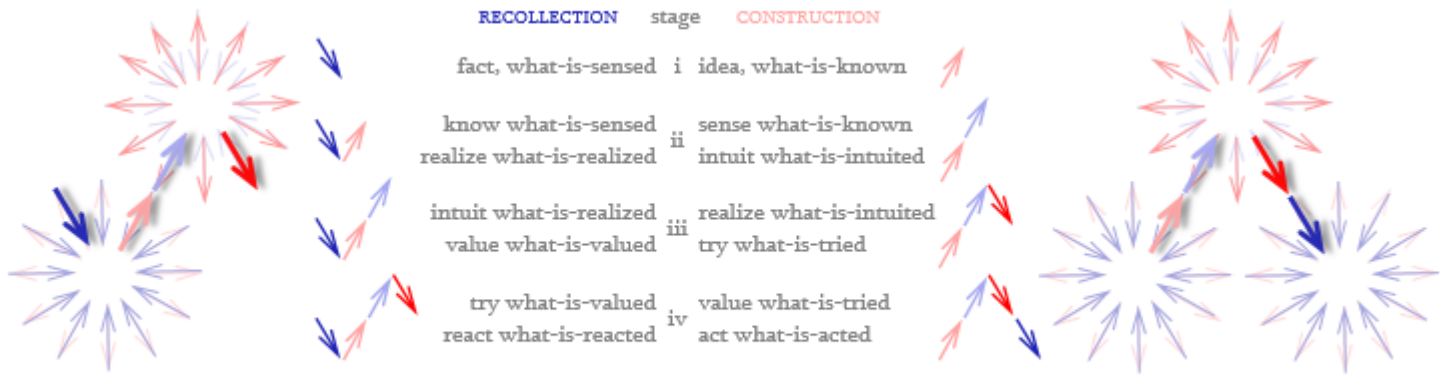 RECOLLECTION stage CONSTRUCTION
fact, what-is-sensed i idea, what-is-known
know what-is-sensed sense what-is-known
ii
realize what-is-realized intuit what-is-intuited
intuit what-is-realized realize what-is-intuited
iii
value what-is-valued try what-is-tried
try what-is-valued value what-is-tried
iv
react what-is-reacted act what-is-acted